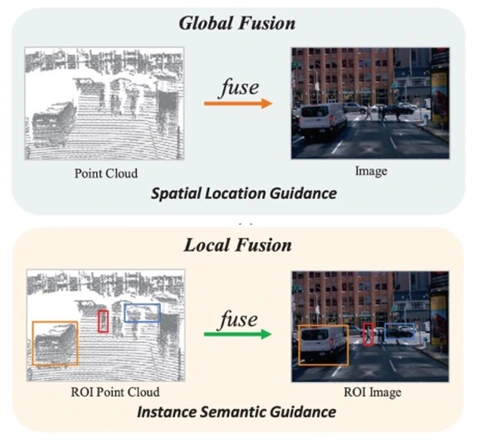 Global Fusion
fuse
Point Cloud
Image
Spatial Location Guidance
Local Fusion
fuse
ROI Point Cloud
ROI Image
Instance Semantic Guidance